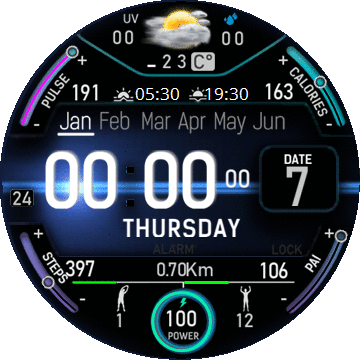 UV
00 00
-23 C°
PULSE 191 05:30 19:30 163 CALORIES
Jan Feb Mar Apr May Jun
00:00 00
DATE
7
24
THURSDAY
ALARM LOCK
STEPS 397 0.70Km 106 PAI
1 100 12
POWER